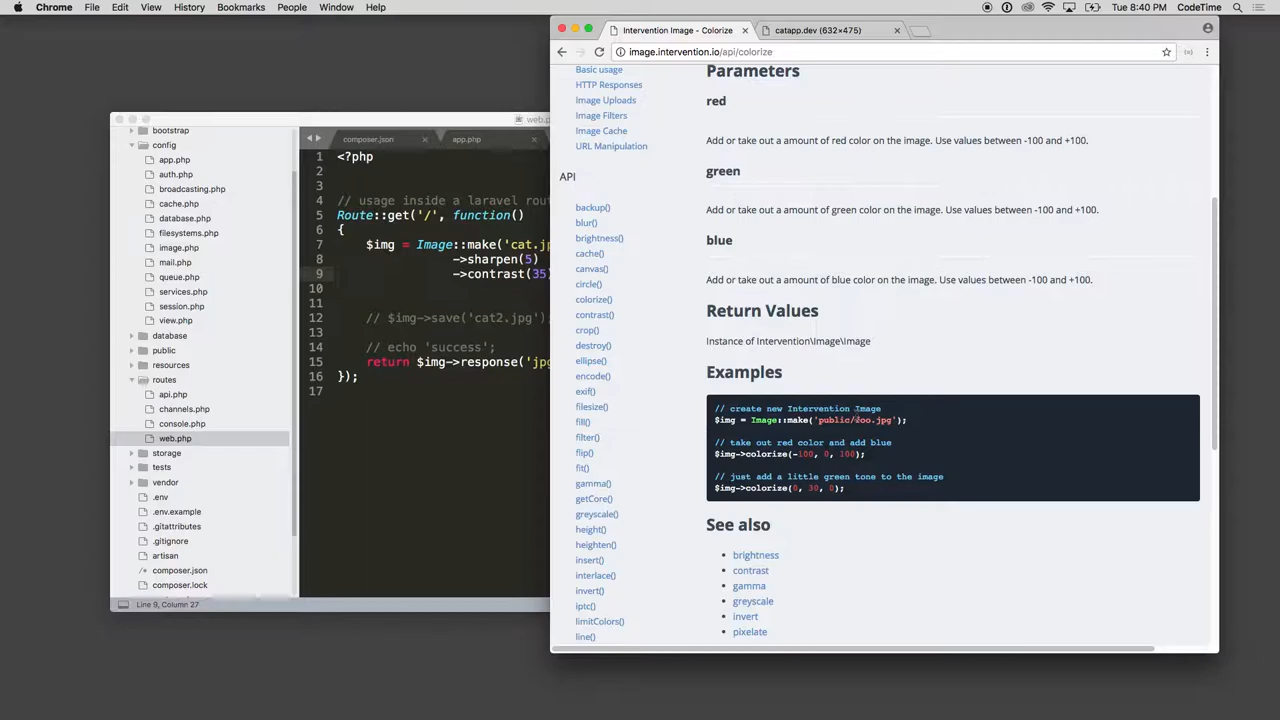 Chrome File Edit View History Bookmarks People Window Help
Tue 8:40 PM CodeTime
Intervention Image - Colorize
catapp.dev (632×475)
image.intervention.io/api/colorize
web.p
bootstrap
config
app.php
auth.php
broadcasting.php
cache.php
database.php
filesystems.php
image.php
mail.php
queue.php
services.php
session.php
view.php
database
public
resources
routes
api.php
channels.php
console.php
web.php
storage
tests
vendor
.env
.env.example
.gitattributes
.gitignore
artisan
composer.json
composer.lock
Line 9, Column 27
composer.json
app.php
1 <?php
2
3
4 // usage inside a laravel rou
5 Route::get('/', function()
6 {
7 $img = Image::make('cat.jp
8 ->sharpen(5)
9 ->contrast(35)
10
11
12 // $img->save('cat2.jpg');
13
14 // echo 'success';
15 return $img->response('jpg
16 });
17
Basic usage
HTTP Responses
Image Uploads
Image Filters
Image Cache
URL Manipulation
API
backup()
blur()
brightness()
cache()
canvas()
circle()
colorize()
contrast()
crop()
destroy()
ellipse()
encode()
exif()
filesize()
fill()
filter()
flip()
fit()
gamma()
getCore()
greyscale()
height()
heighten()
insert()
interlace()
invert()
iptc()
limitColors()
line()
Parameters
red
Add or take out a amount of red color on the image. Use values between -100 and +100.
green
Add or take out a amount of green color on the image. Use values between -100 and +100.
blue
Add or take out a amount of blue color on the image. Use values between -100 and +100.
Return Values
Instance of Intervention\Image\Image
Examples
// create new Intervention Image
$img = Image::make('public/foo.jpg');
// take out red color and add blue
$img->colorize(-100, 0, 100);
// just add a little green tone to the image
$img->colorize(0, 30, 0);
See also
brightness
contrast
gamma
greyscale
invert
pixelate